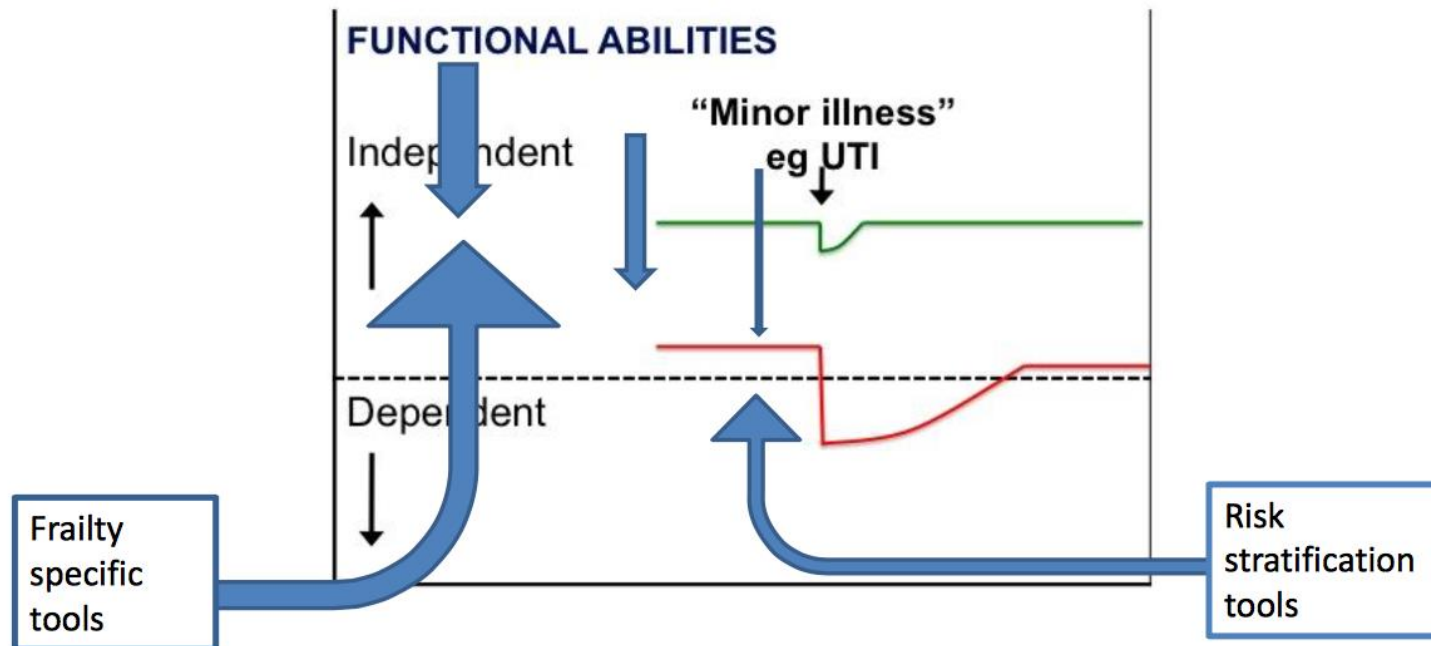 FUNCTIONAL ABILITIES
“Minor illness”
eg UTI
Independent
Dependent
Frailty
specific
tools
Risk
stratification
tools